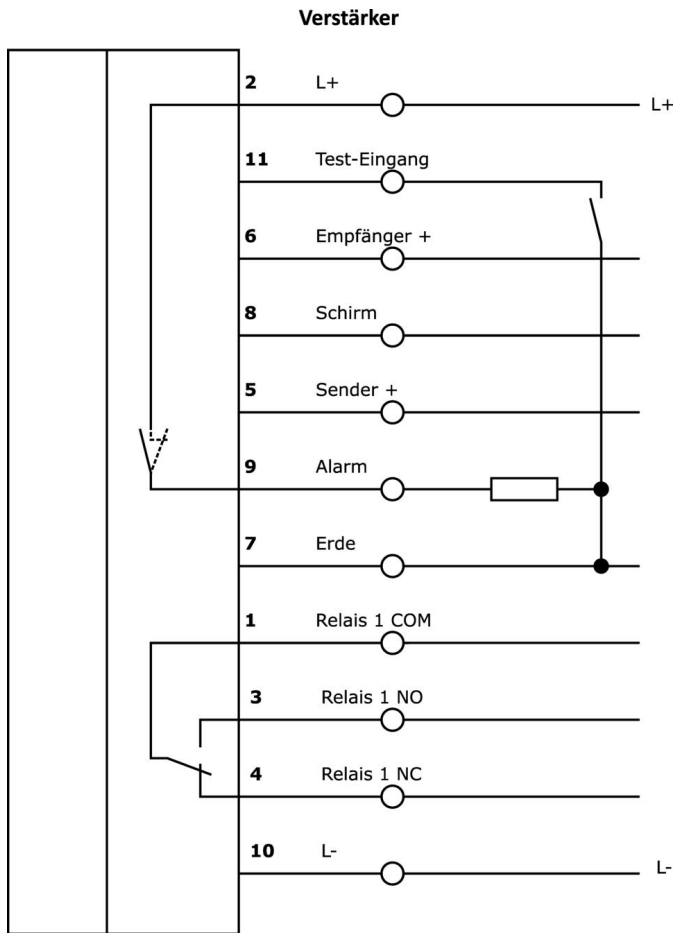 Verstärker
2 L+
L+
11 Test-Eingang
6 Empfänger +
8 Schirm
5 Sender +
9 Alarm
7 Erde
1 Relais 1 COM
3 Relais 1 NO
4 Relais 1 NC
10 L-
L-